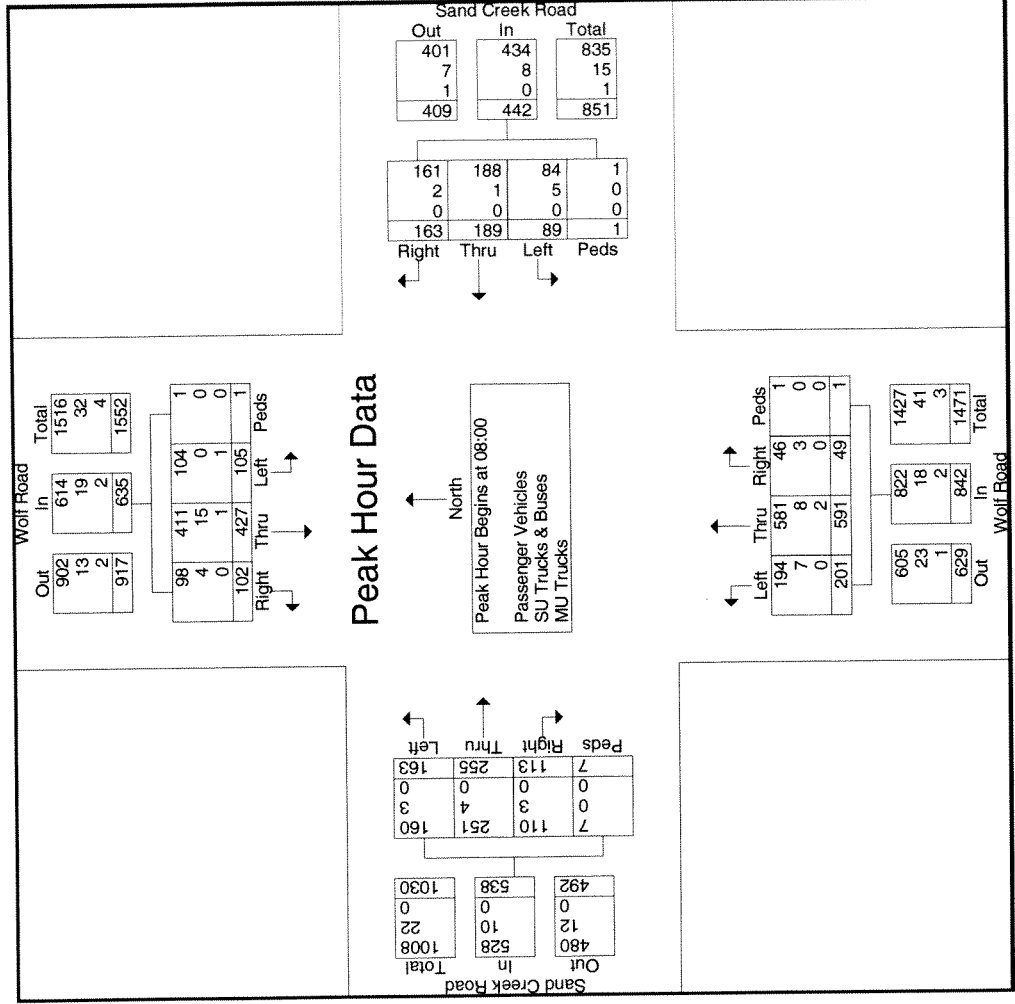 Sand Creek Road
Out In Total
401 434 835
7 8 15
1 0 1
409 442 851
161 188 84 1
2 1 5 0
0 0 0 0
163 189 89 1
Right Thru Left Peds
Wolf Road
Out In Total
902 614 1516
13 19 32
2 2 4
917 635 1552
98 411 104 1
4 15 0 0
0 1 1 0
102 427 105 1
Right Thru Left Peds
Peak Hour Data
North
Peak Hour Begins at 08:00
Passenger Vehicles
SU Trucks & Buses
MU Trucks
Left Thru Right Peds
194 581 46 1
7 8 3 0
0 2 0 0
201 591 49 1
605 822 1427
23 18 41
1 2 3
629 842 1471
Out In Total
Wolf Road
Left Thru Right Peds
163 255 113 7
0 0 0 0
3 4 3 0
160 251 110 7
1030 538 492
0 0 0
22 10 12
1008 528 480
Total In Out
Sand Creek Road